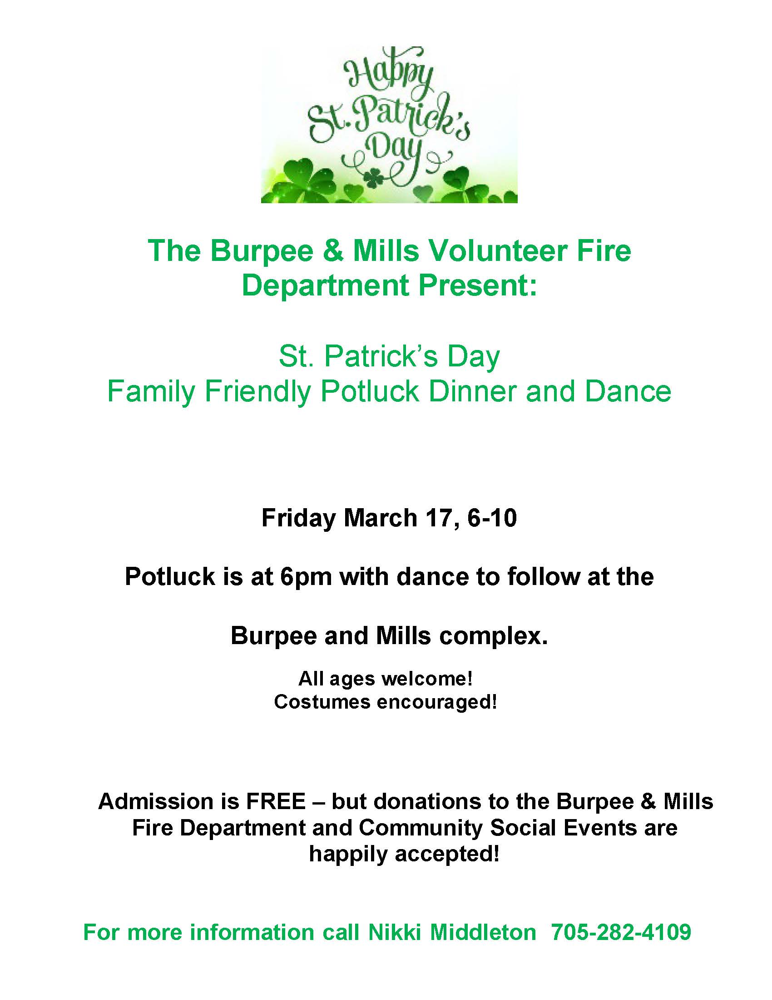 Happy
St. Patrick's
Day
The Burpee & Mills Volunteer Fire
Department Present:
St. Patrick’s Day
Family Friendly Potluck Dinner and Dance
Friday March 17, 6-10
Potluck is at 6pm with dance to follow at the
Burpee and Mills complex.
All ages welcome!
Costumes encouraged!
Admission is FREE – but donations to the Burpee & Mills
Fire Department and Community Social Events are
happily accepted!
For more information call Nikki Middleton  705-282-4109